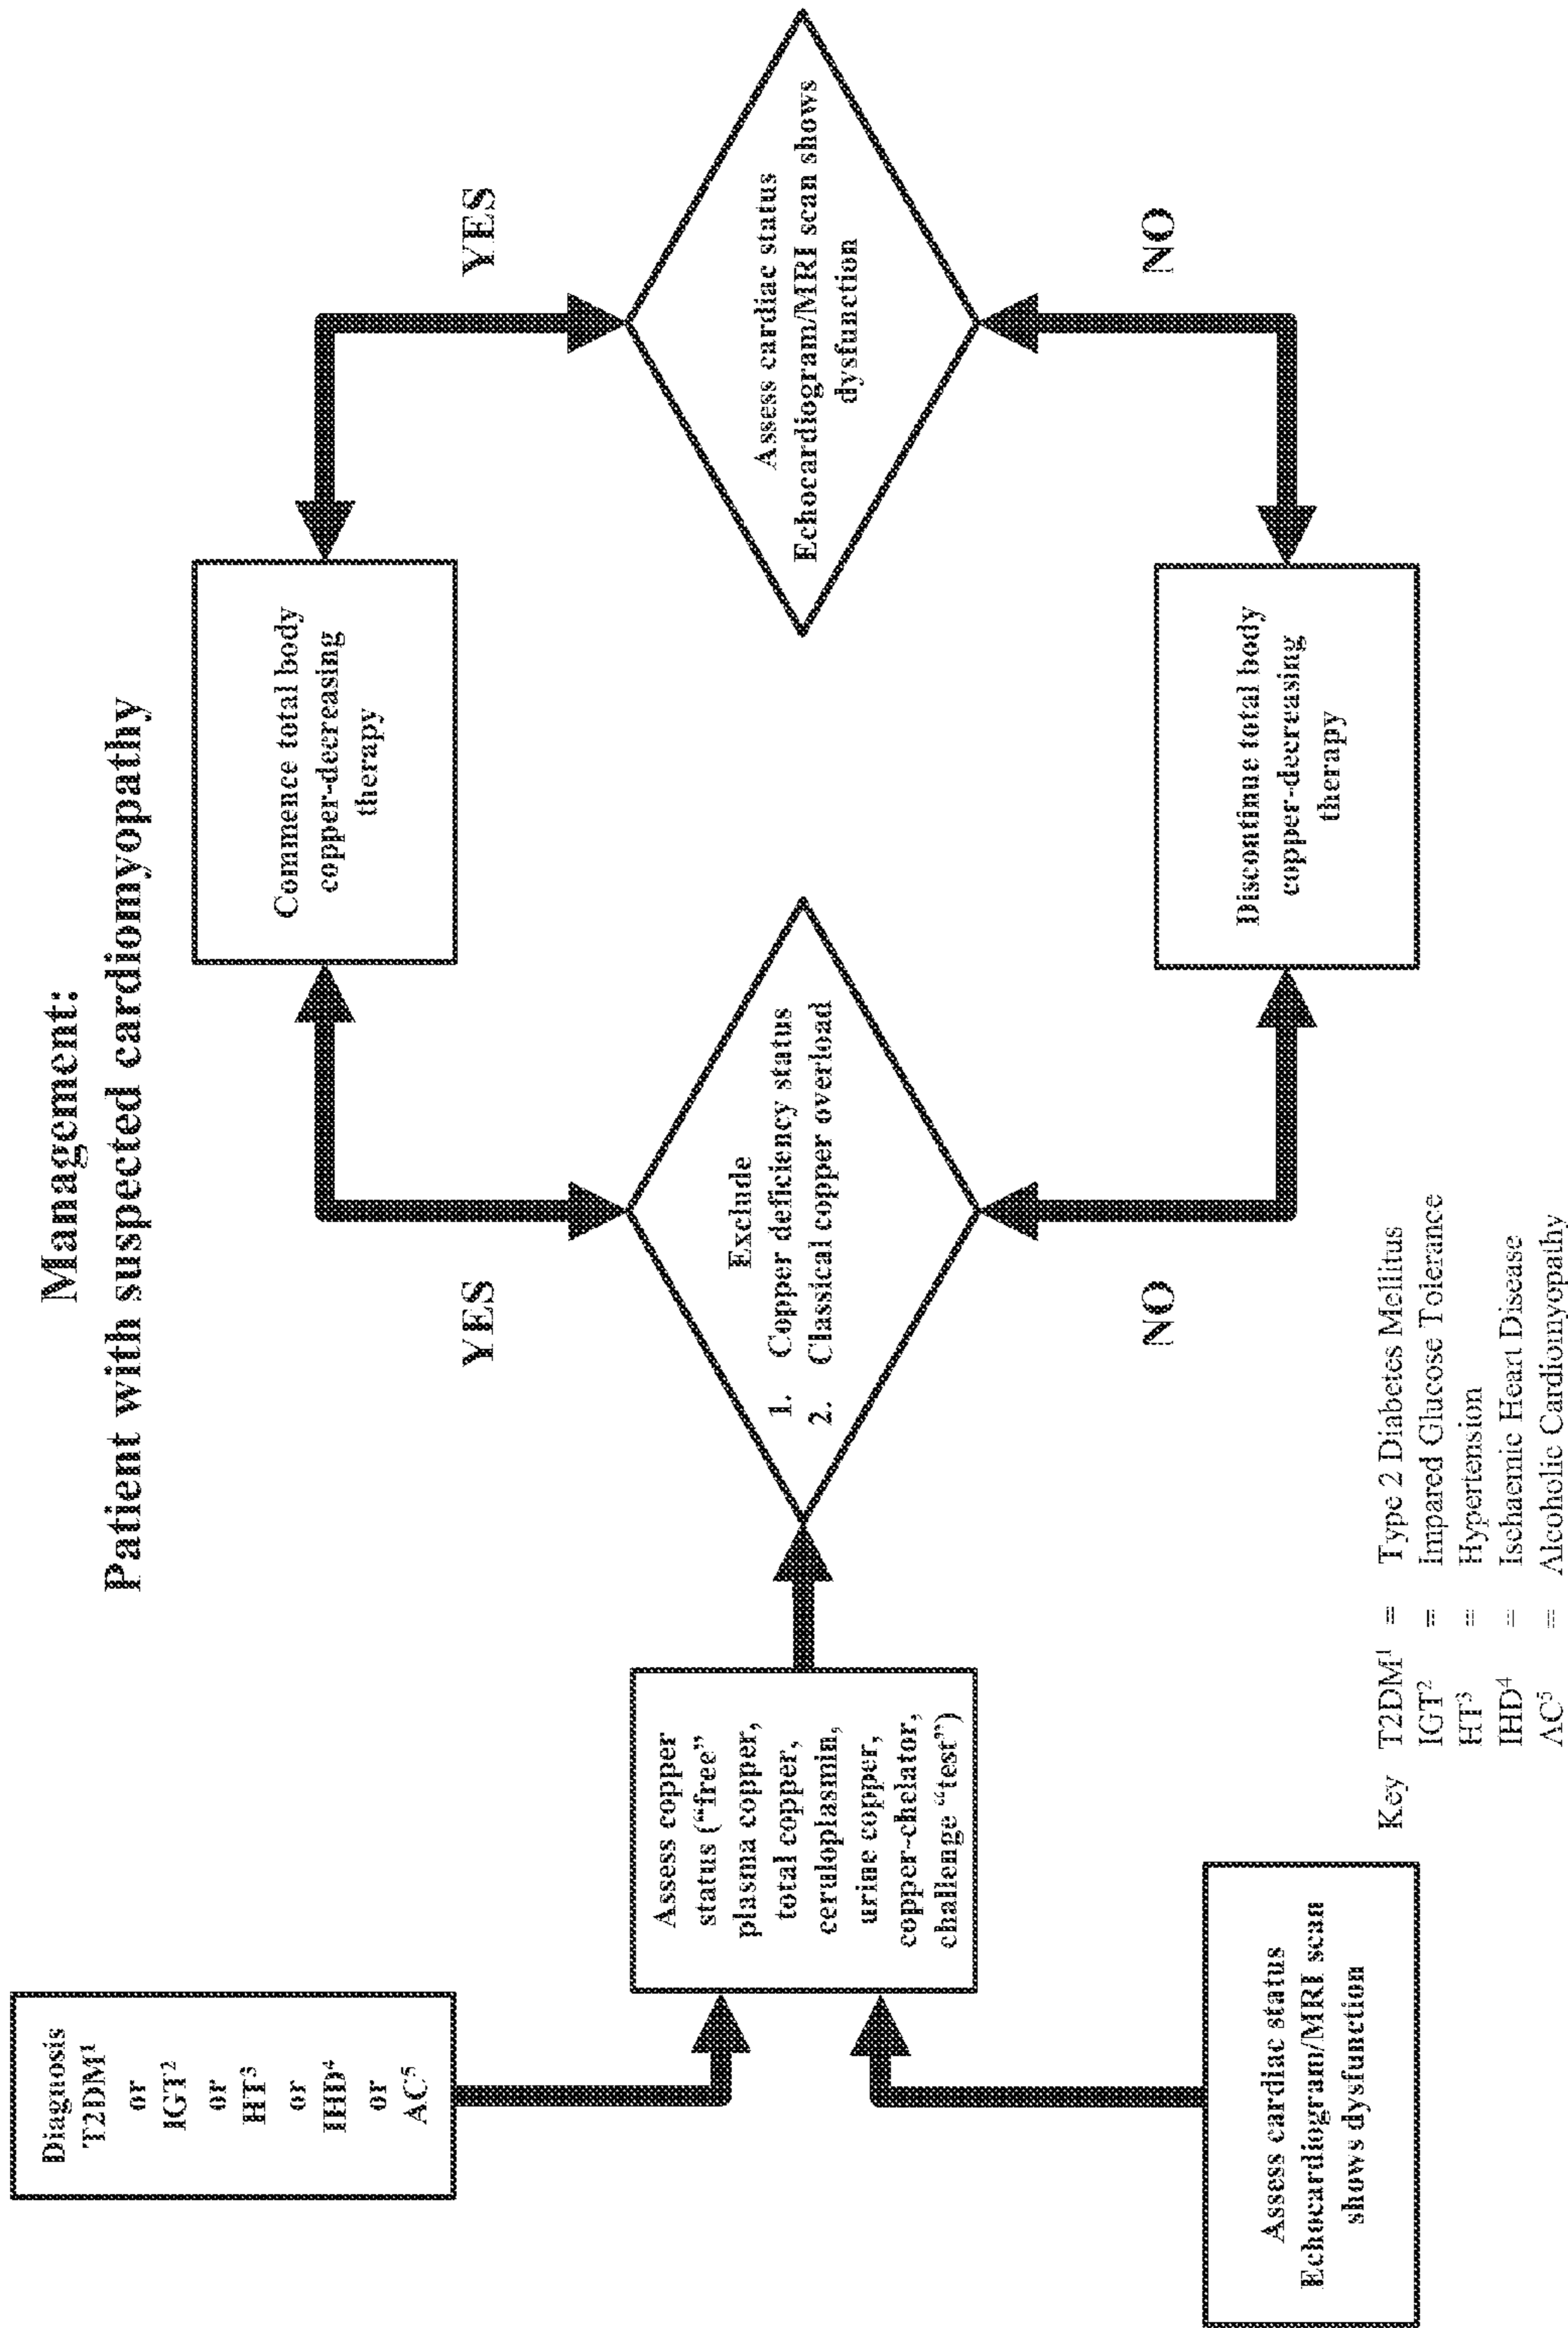 Management:
Patient with suspected cardiomyopathy
Diagnosis
T2DM¹
or
IGT²
or
HT³
or
IHD⁴
or
AC⁵
Assess cardiac status
Echocardiogram/MRI scan
shows dysfunction
Assess copper
status (“free”
plasma copper,
total copper,
ceruloplasmin,
urine copper,
copper-chelator,
challenge “test”)
Exclude
1. Copper deficiency status
2. Classical copper overload
YES
NO
Commence total body
copper-decreasing
therapy
Discontinue total body
copper-decreasing
therapy
YES
NO
Assess cardiac status
Echocardiogram/MRI scan shows
dysfunction
Key T2DM¹ = Type 2 Diabetes Mellitus
IGT² = Impared Glucose Tolerance
HT³ = Hypertension
IHD⁴ = Ischaemic Heart Disease
AC⁵ = Alcoholic Cardiomyopathy